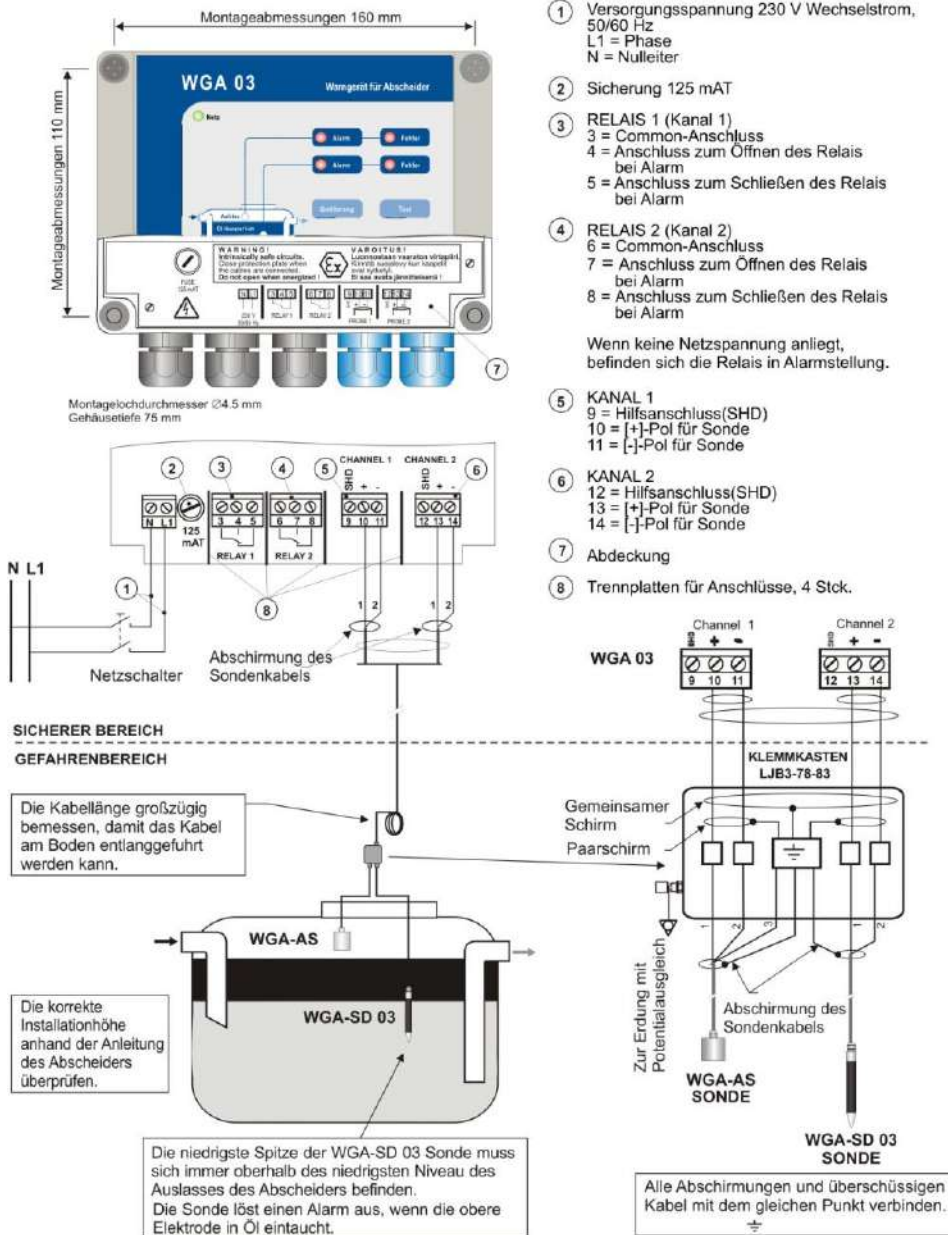 Montageabmessungen 160 mm
Montageabmessungen 110 mm
WGA 03
Warngerät für Abscheider
Netz
Alarm
Fehler
Alarm
Fehler
Test
WARNING!
Intrinsically safe circuits.
Close protection plate when
the cables are connected.
Do not open when energized!
Ex
VAROITUS!
Luonnostaan vaaraton virtapiiri.
Ei saa avata jännitteisenä!
FUSE
125 mAT
RELAY 1
RELAY 2
PROBE 1
PROBE 2
7
Montagelochdurchmesser Ø4.5 mm
Gehäusetiefe 75 mm
1 Versorgungsspannung 230 V Wechselstrom,
50/60 Hz
L1 = Phase
N = Nulleiter
2 Sicherung 125 mAT
3 RELAIS 1 (Kanal 1)
3 = Common-Anschluss
4 = Anschluss zum Öffnen des Relais
bei Alarm
5 = Anschluss zum Schließen des Relais
bei Alarm
4 RELAIS 2 (Kanal 2)
6 = Common-Anschluss
7 = Anschluss zum Öffnen des Relais
bei Alarm
8 = Anschluss zum Schließen des Relais
bei Alarm
Wenn keine Netzspannung anliegt,
befinden sich die Relais in Alarmstellung.
5 KANAL 1
9 = Hilfsanschluss(SHD)
10 = [+]-Pol für Sonde
11 = [-]-Pol für Sonde
6 KANAL 2
12 = Hilfsanschluss(SHD)
13 = [+]-Pol für Sonde
14 = [-]-Pol für Sonde
7 Abdeckung
8 Trennplatten für Anschlüsse, 4 Stck.
2 3 4 5 CHANNEL 1 CHANNEL 2 6
SHD + - SHD + -
N L1 3 4 5 6 7 8 9 10 11 12 13 14
125
mAT
RELAY 1 RELAY 2
N L1
1
8
1 2 1 2
Netzschalter
Abschirmung des
Sondenkabels
SICHERER BEREICH
GEFAHRENBEREICH
Die Kabellänge großzügig
bemessen, damit das Kabel
am Boden entlanggefuhrt
werden kann.
WGA-AS
WGA-SD 03
Die korrekte
Installationhöhe
anhand der Anleitung
des Abscheiders
überprüfen.
Die niedrigste Spitze der WGA-SD 03 Sonde muss
sich immer oberhalb des niedrigsten Niveau des
Auslasses des Abscheiders befinden.
Die Sonde löst einen Alarm aus, wenn die obere
Elektrode in Öl eintaucht.
Channel 1 Channel 2
SHD + - SHD + -
WGA 03
9 10 11 12 13 14
KLEMMKASTEN
LJB3-78-83
Gemeinsamer
Schirm
Paarschirm
1 2 3 1 2
Zur Erdung mit
Potentialausgleich
Abschirmung des
Sondenkabels
WGA-AS
SONDE
WGA-SD 03
SONDE
Alle Abschirmungen und überschüssigen
Kabel mit dem gleichen Punkt verbinden.